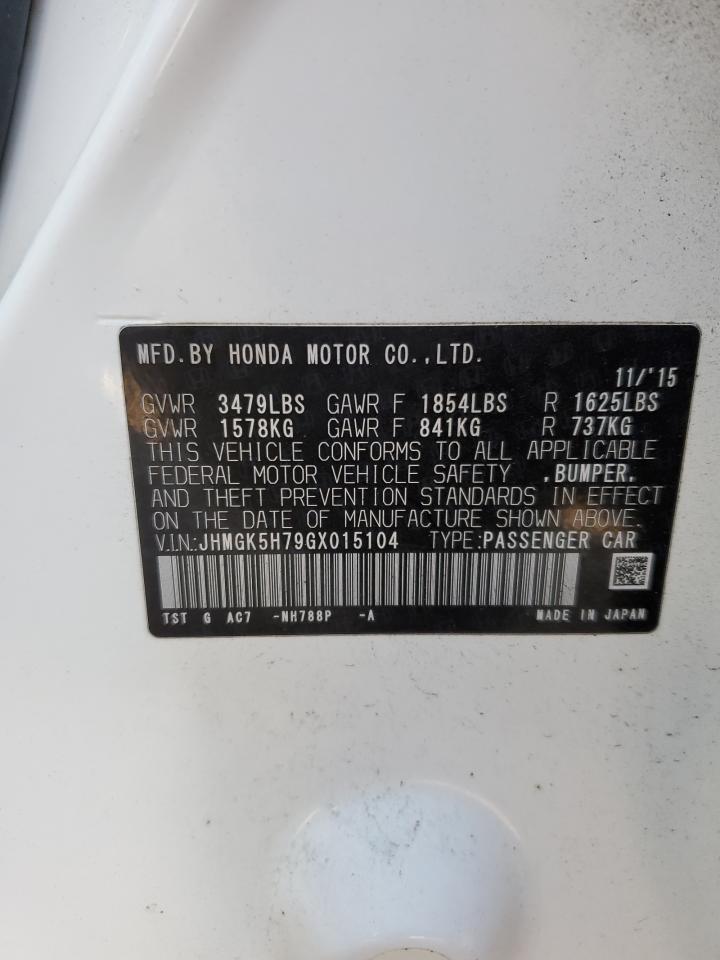 MFD.BY HONDA MOTOR CO.,LTD.
11/'15
GVWR 3479LBS GAWR F 1854LBS R 1625LBS
GVWR 1578KG GAWR F 841KG R 737KG
THIS VEHICLE CONFORMS TO ALL APPLICABLE
FEDERAL MOTOR VEHICLE SAFETY ,BUMPER,
AND THEFT PREVENTION STANDARDS IN EFFECT
ON THE DATE OF MANUFACTURE SHOWN ABOVE.
V.I.N.:JHMGK5H79GX015104 TYPE:PASSENGER CAR
TST G AC7 -NH788P -A MADE IN JAPAN